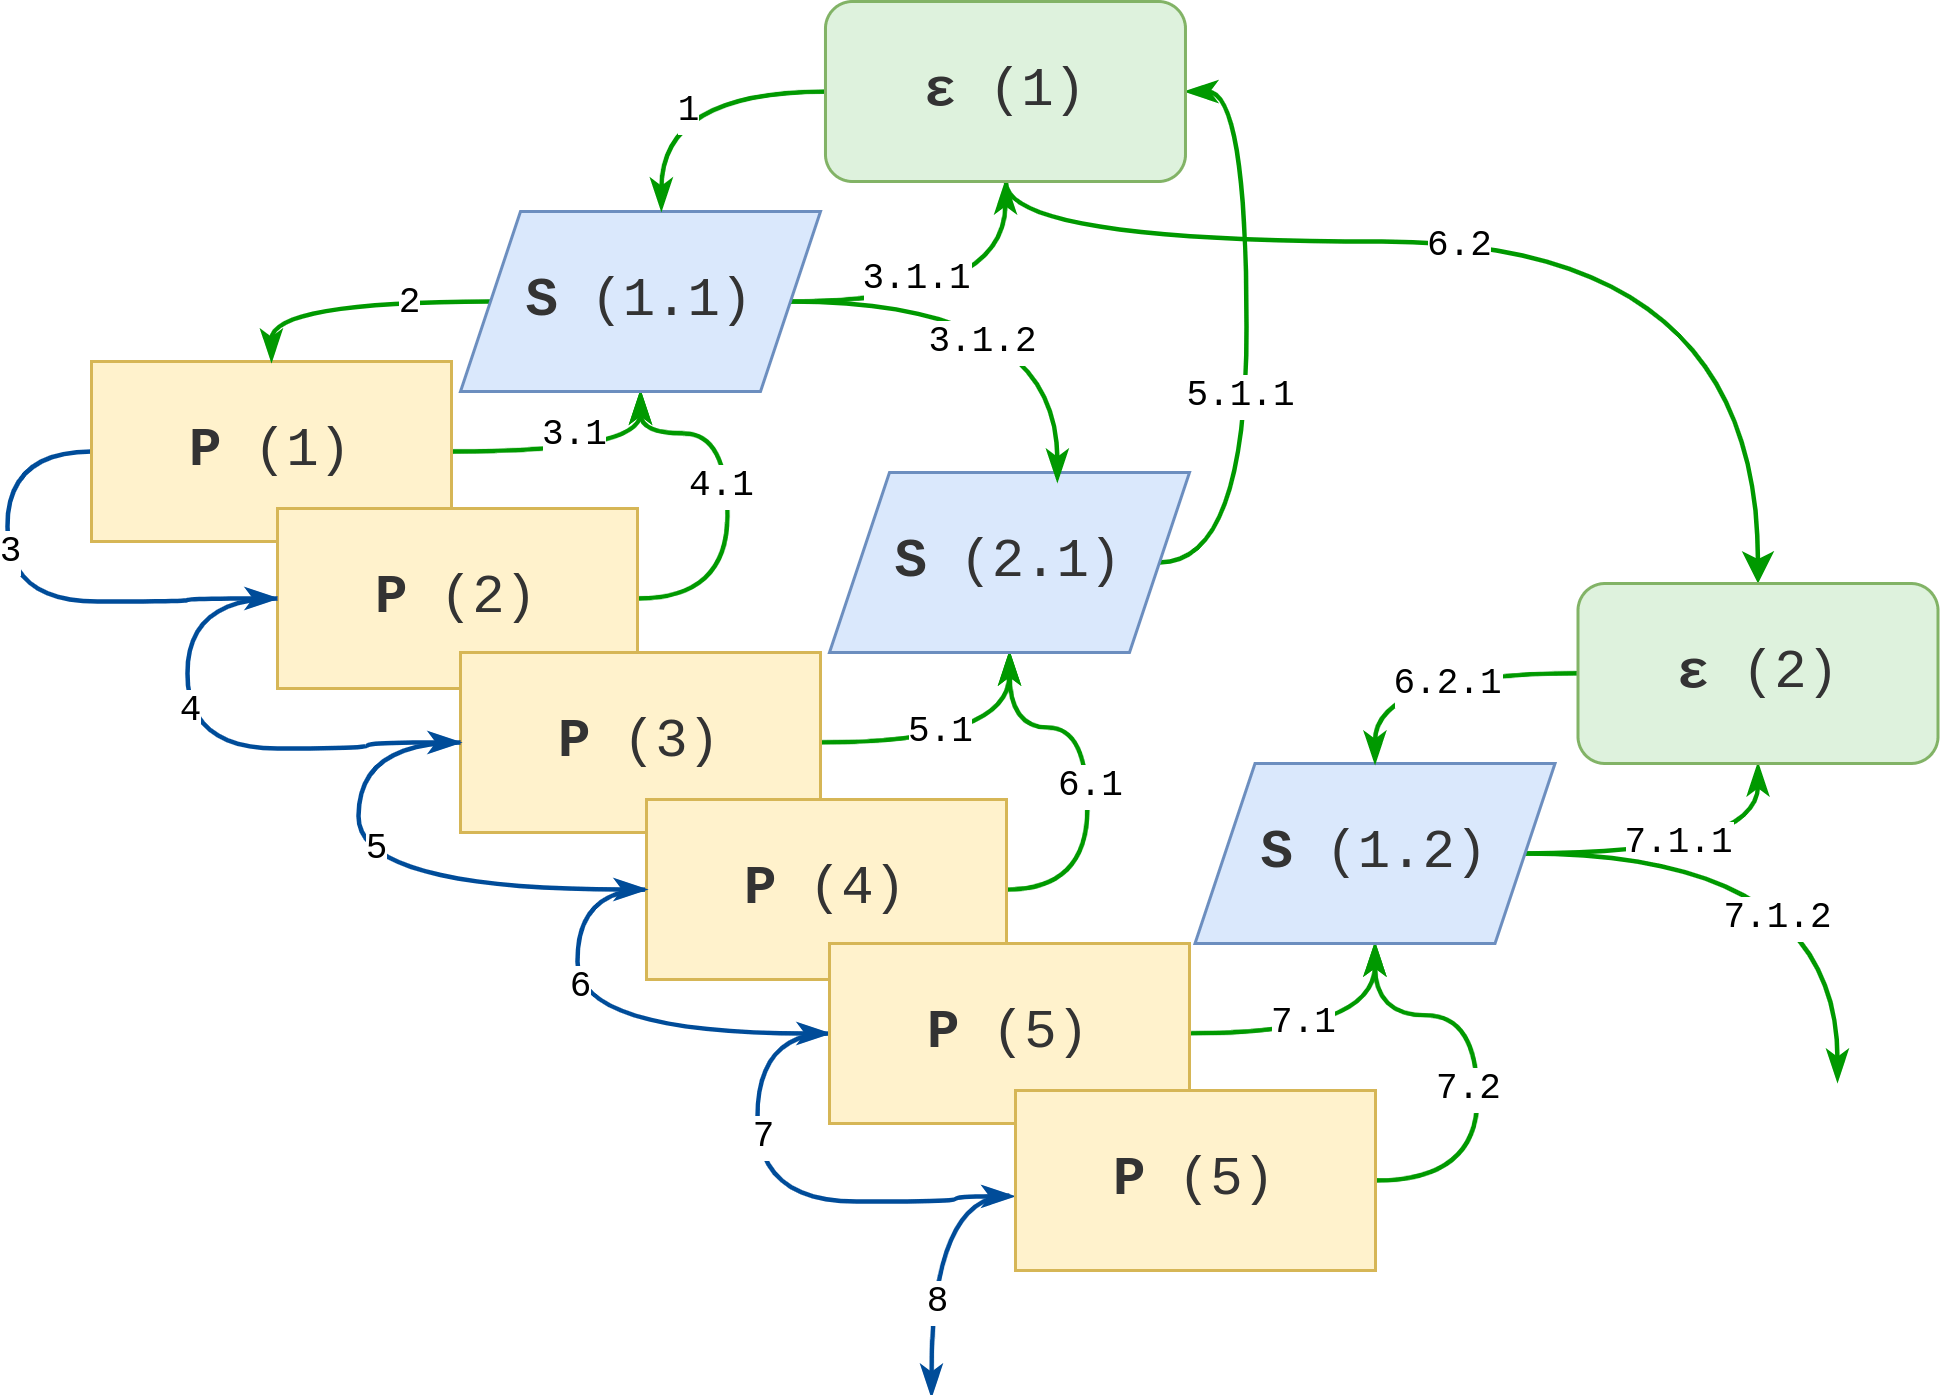 ε (1)
1
6.2
3.1.1
S (1.1)
2
3.1.2
5.1.1
3.1
P (1)
4.1
3
S (2.1)
P (2)
6.2.1
ε (2)
4
5.1
P (3)
6.1
7.1.1
5
S (1.2)
P (4)
7.1.2
6
7.1
P (5)
7.2
7
P (5)
8